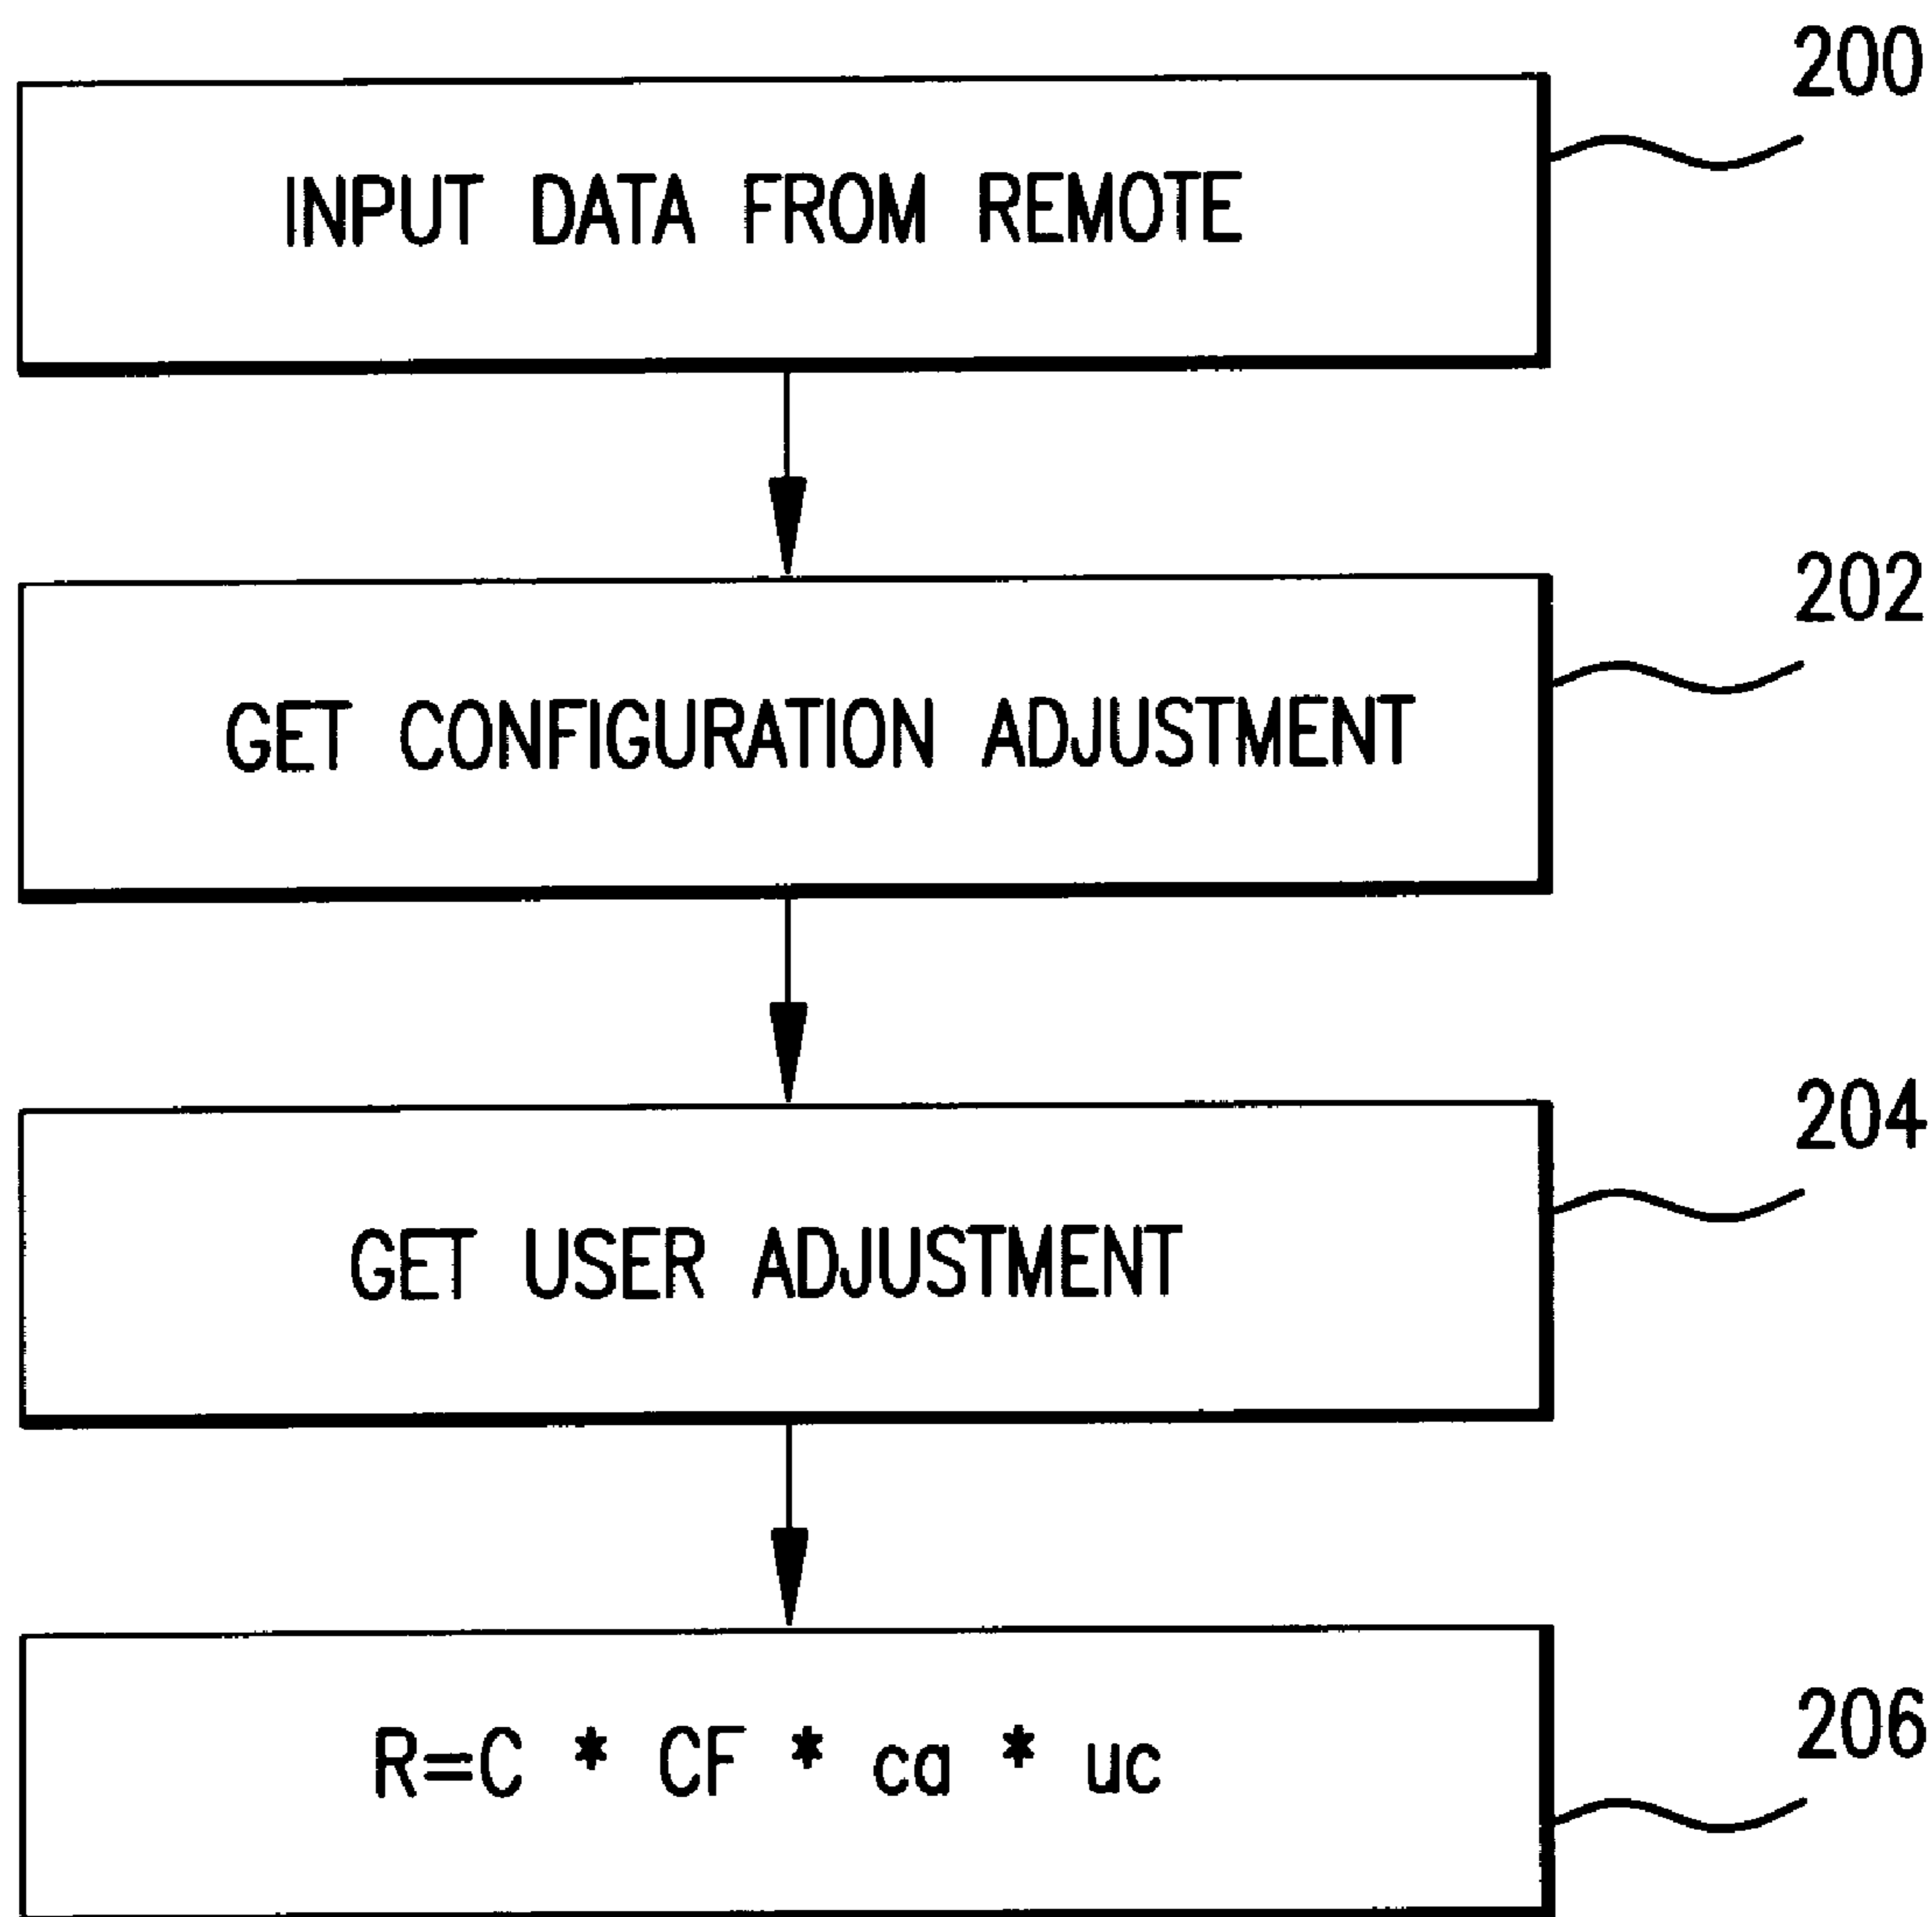 200
INPUT DATA FROM REMOTE
202
GET CONFIGURATION ADJUSTMENT
204
GET USER ADJUSTMENT
206
R=C * CF * ca * uc